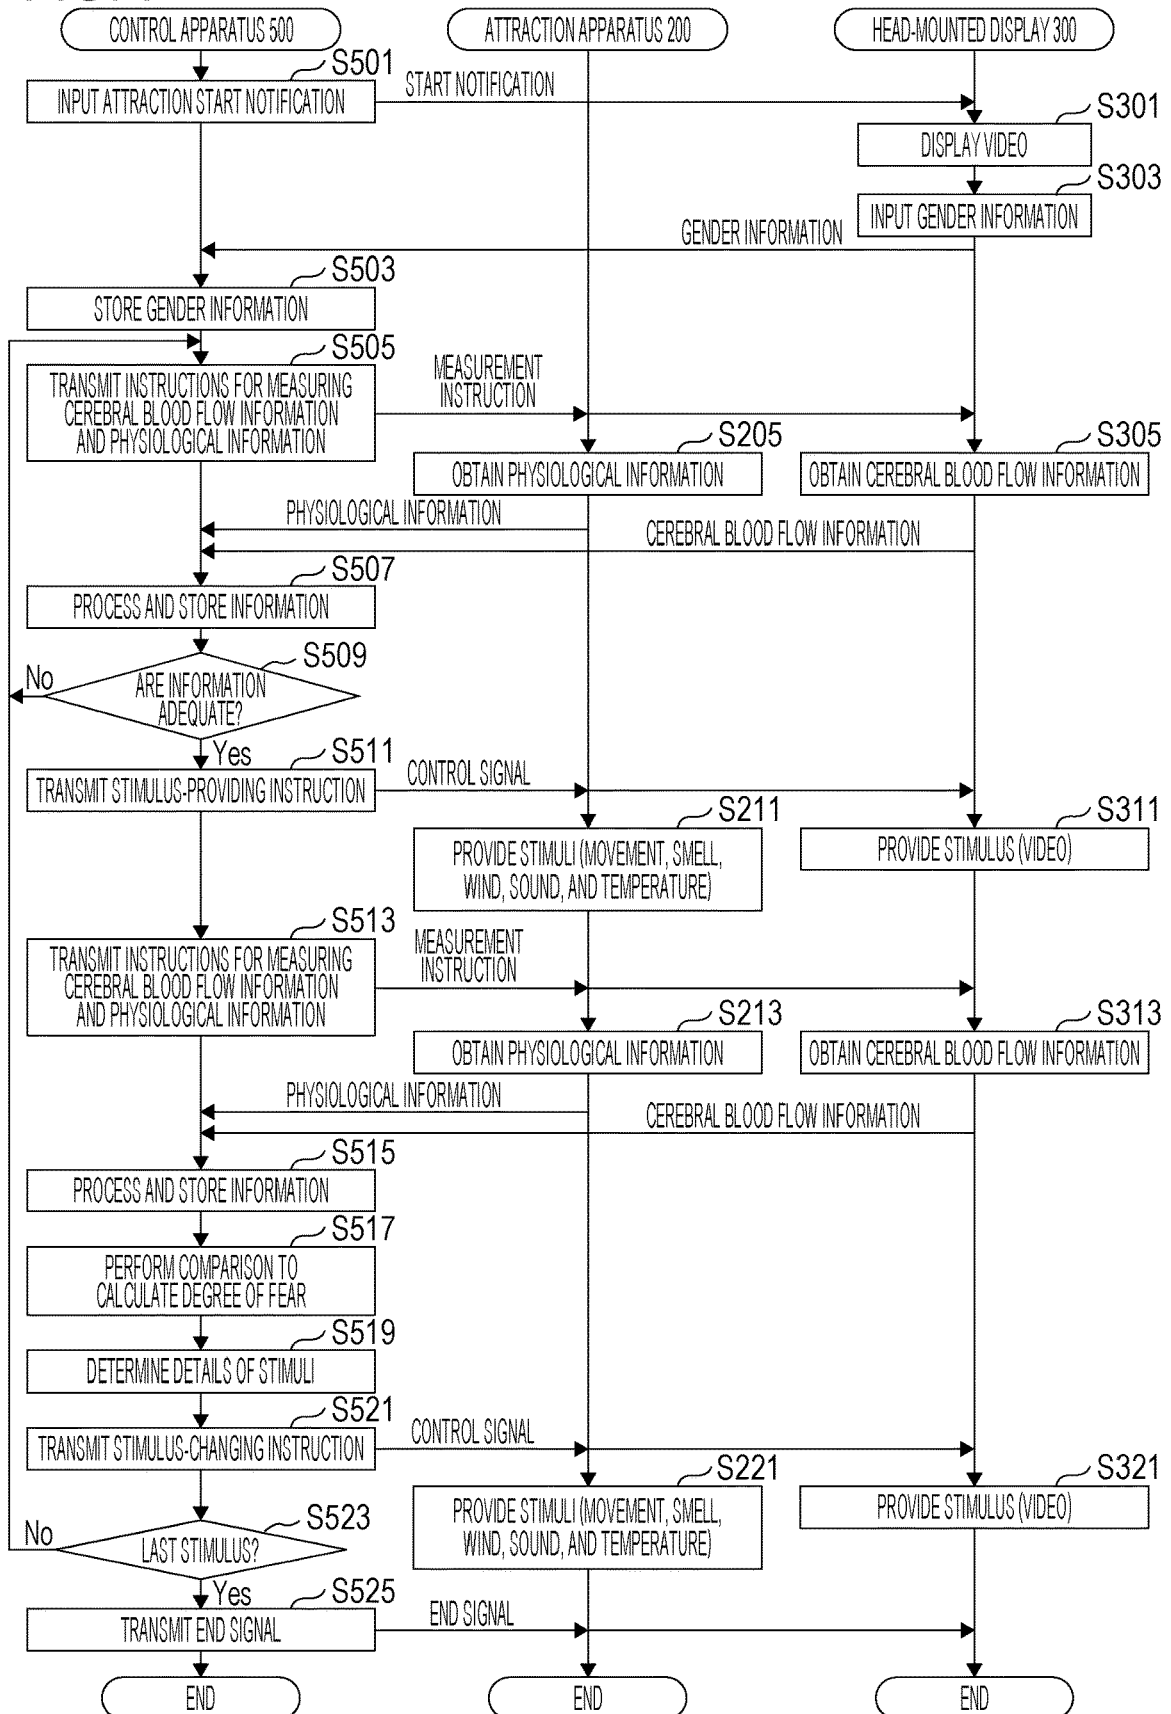 CONTROL APPARATUS 500
ATTRACTION APPARATUS 200
HEAD-MOUNTED DISPLAY 300
S501
INPUT ATTRACTION START NOTIFICATION
START NOTIFICATION
S301
DISPLAY VIDEO
S303
INPUT GENDER INFORMATION
GENDER INFORMATION
S503
STORE GENDER INFORMATION
S505
TRANSMIT INSTRUCTIONS FOR MEASURING
CEREBRAL BLOOD FLOW INFORMATION
AND PHYSIOLOGICAL INFORMATION
MEASUREMENT
INSTRUCTION
S205
OBTAIN PHYSIOLOGICAL INFORMATION
S305
OBTAIN CEREBRAL BLOOD FLOW INFORMATION
PHYSIOLOGICAL INFORMATION
CEREBRAL BLOOD FLOW INFORMATION
S507
PROCESS AND STORE INFORMATION
S509
No
ARE INFORMATION
ADEQUATE?
Yes
S511
TRANSMIT STIMULUS-PROVIDING INSTRUCTION
CONTROL SIGNAL
S211
PROVIDE STIMULI (MOVEMENT, SMELL,
WIND, SOUND, AND TEMPERATURE)
S311
PROVIDE STIMULUS (VIDEO)
S513
TRANSMIT INSTRUCTIONS FOR MEASURING
CEREBRAL BLOOD FLOW INFORMATION
AND PHYSIOLOGICAL INFORMATION
MEASUREMENT
INSTRUCTION
S213
OBTAIN PHYSIOLOGICAL INFORMATION
S313
OBTAIN CEREBRAL BLOOD FLOW INFORMATION
PHYSIOLOGICAL INFORMATION
CEREBRAL BLOOD FLOW INFORMATION
S515
PROCESS AND STORE INFORMATION
S517
PERFORM COMPARISON TO
CALCULATE DEGREE OF FEAR
S519
DETERMINE DETAILS OF STIMULI
S521
TRANSMIT STIMULUS-CHANGING INSTRUCTION
CONTROL SIGNAL
S221
PROVIDE STIMULI (MOVEMENT, SMELL,
WIND, SOUND, AND TEMPERATURE)
S321
PROVIDE STIMULUS (VIDEO)
S523
No
LAST STIMULUS?
Yes
S525
TRANSMIT END SIGNAL
END SIGNAL
END
END
END